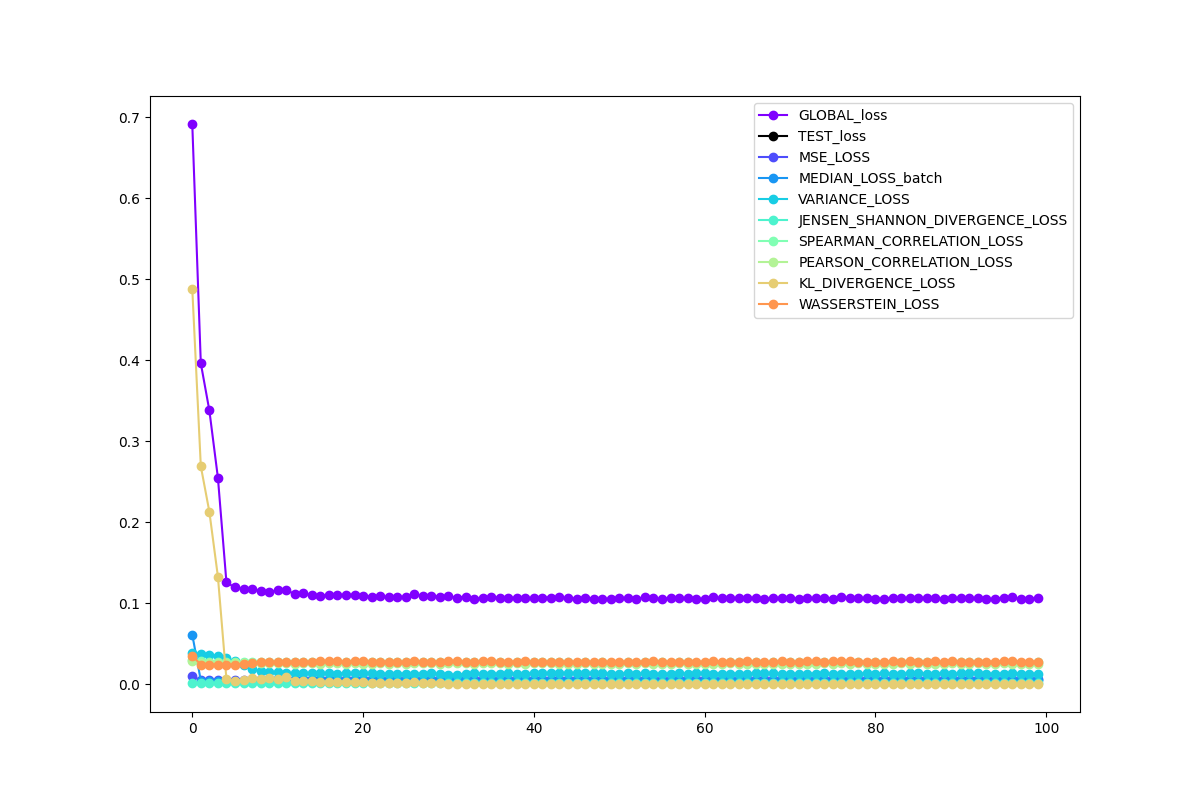 0.7
0.6
0.5
0.4
0.3
0.2
0.1
0.0
0 20 40 60 80 100
GLOBAL_loss
TEST_loss
MSE_LOSS
MEDIAN_LOSS_batch
VARIANCE_LOSS
JENSEN_SHANNON_DIVERGENCE_LOSS
SPEARMAN_CORRELATION_LOSS
PEARSON_CORRELATION_LOSS
KL_DIVERGENCE_LOSS
WASSERSTEIN_LOSS